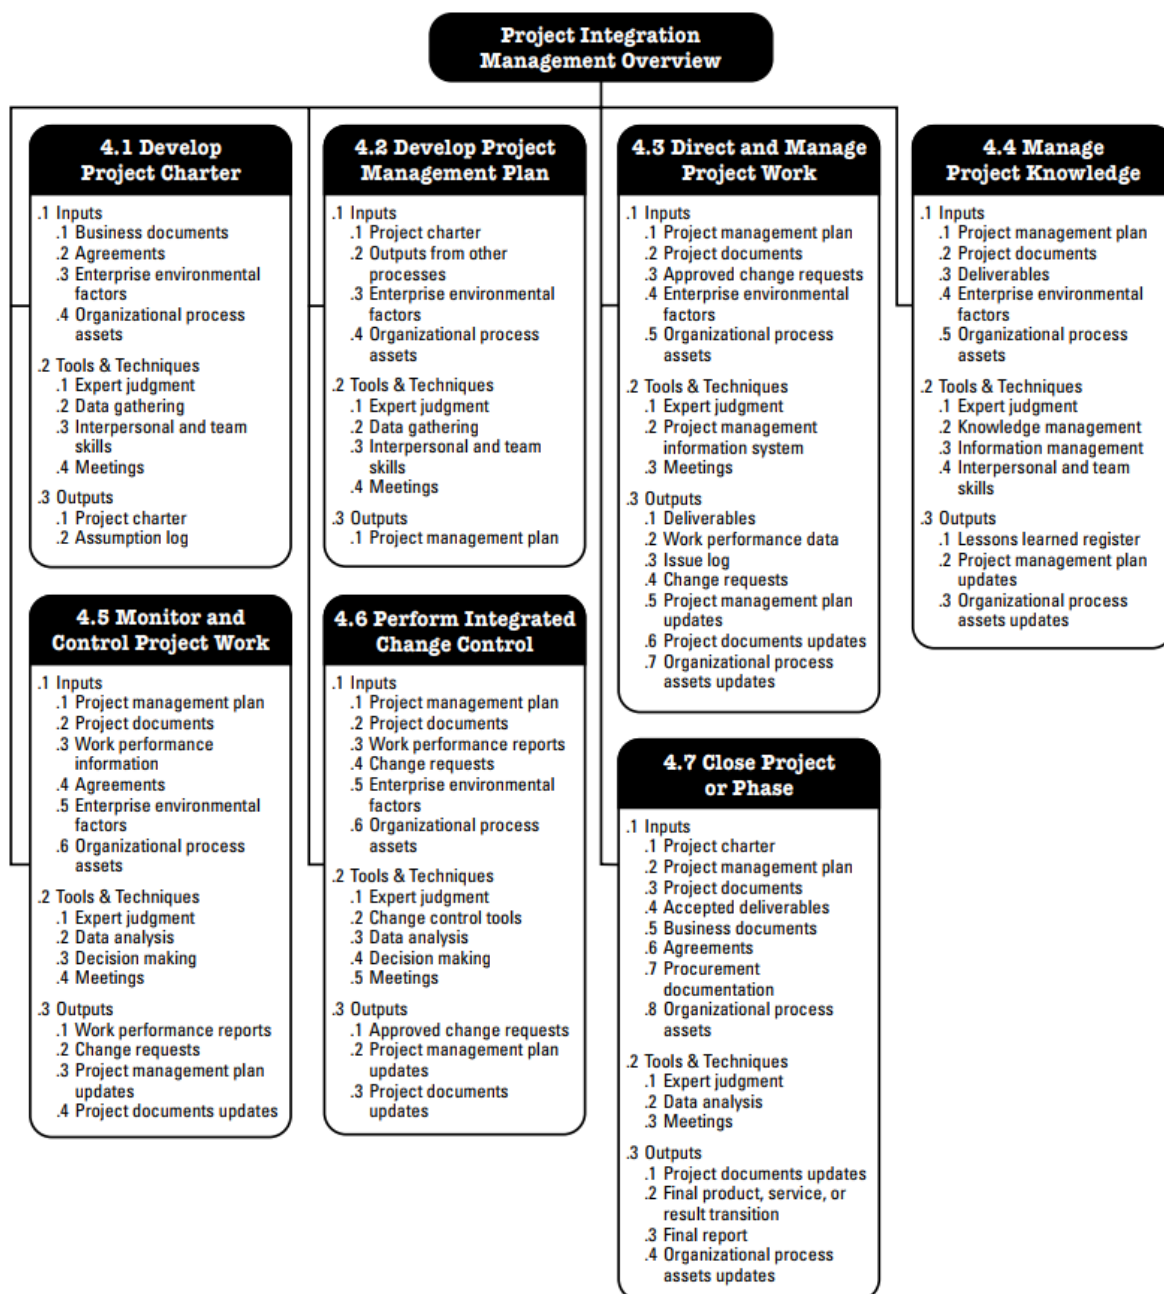 Project Integration
Management Overview
4.1 Develop
Project Charter
.1 Inputs
.1 Business documents
.2 Agreements
.3 Enterprise environmental
factors
.4 Organizational process
assets
.2 Tools & Techniques
.1 Expert judgment
.2 Data gathering
.3 Interpersonal and team
skills
.4 Meetings
.3 Outputs
.1 Project charter
.2 Assumption log
4.2 Develop Project
Management Plan
.1 Inputs
.1 Project charter
.2 Outputs from other
processes
.3 Enterprise environmental
factors
.4 Organizational process
assets
.2 Tools & Techniques
.1 Expert judgment
.2 Data gathering
.3 Interpersonal and team
skills
.4 Meetings
.3 Outputs
.1 Project management plan
4.3 Direct and Manage
Project Work
.1 Inputs
.1 Project management plan
.2 Project documents
.3 Approved change requests
.4 Enterprise environmental
factors
.5 Organizational process
assets
.2 Tools & Techniques
.1 Expert judgment
.2 Project management
information system
.3 Meetings
.3 Outputs
.1 Deliverables
.2 Work performance data
.3 Issue log
.4 Change requests
.5 Project management plan
updates
.6 Project documents updates
.7 Organizational process
assets updates
4.4 Manage
Project Knowledge
.1 Inputs
.1 Project management plan
.2 Project documents
.3 Deliverables
.4 Enterprise environmental
factors
.5 Organizational process
assets
.2 Tools & Techniques
.1 Expert judgment
.2 Knowledge management
.3 Information management
.4 Interpersonal and team
skills
.3 Outputs
.1 Lessons learned register
.2 Project management plan
updates
.3 Organizational process
assets updates
4.5 Monitor and
Control Project Work
.1 Inputs
.1 Project management plan
.2 Project documents
.3 Work performance
information
.4 Agreements
.5 Enterprise environmental
factors
.6 Organizational process
assets
.2 Tools & Techniques
.1 Expert judgment
.2 Data analysis
.3 Decision making
.4 Meetings
.3 Outputs
.1 Work performance reports
.2 Change requests
.3 Project management plan
updates
.4 Project documents updates
4.6 Perform Integrated
Change Control
.1 Inputs
.1 Project management plan
.2 Project documents
.3 Work performance reports
.4 Change requests
.5 Enterprise environmental
factors
.6 Organizational process
assets
.2 Tools & Techniques
.1 Expert judgment
.2 Change control tools
.3 Data analysis
.4 Decision making
.5 Meetings
.3 Outputs
.1 Approved change requests
.2 Project management plan
updates
.3 Project documents
updates
4.7 Close Project
or Phase
.1 Inputs
.1 Project charter
.2 Project management plan
.3 Project documents
.4 Accepted deliverables
.5 Business documents
.6 Agreements
.7 Procurement
documentation
.8 Organizational process
assets
.2 Tools & Techniques
.1 Expert judgment
.2 Data analysis
.3 Meetings
.3 Outputs
.1 Project documents updates
.2 Final product, service, or
result transition
.3 Final report
.4 Organizational process
assets updates